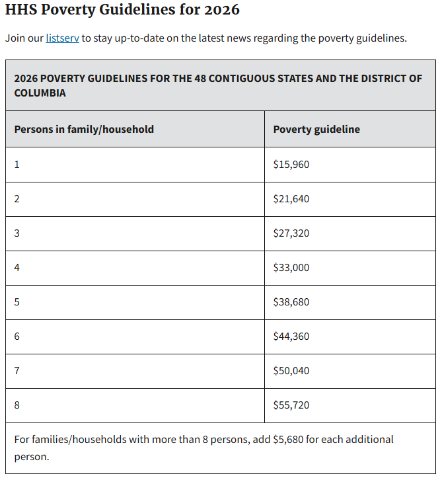 HHS Poverty Guidelines for 2026
Join our listserv to stay up-to-date on the latest news regarding the poverty guidelines.
2026 POVERTY GUIDELINES FOR THE 48 CONTIGUOUS STATES AND THE DISTRICT OF
COLUMBIA
Persons in family/household Poverty guideline
1 $15,960
2 $21,640
3 $27,320
4 $33,000
5 $38,680
6 $44,360
7 $50,040
8 $55,720
For families/households with more than 8 persons, add $5,680 for each additional
person.